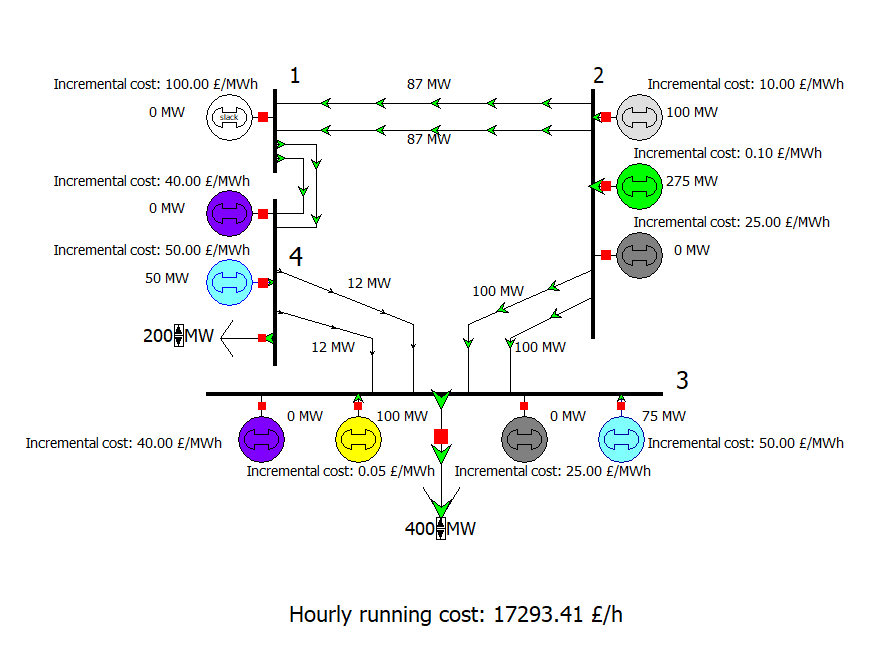 1
2
Incremental cost: 100.00 £/MWh
87 MW
Incremental cost: 10.00 £/MWh
0 MW
slack
100 MW
87 MW
Incremental cost: 0.10 £/MWh
Incremental cost: 40.00 £/MWh
275 MW
0 MW
Incremental cost: 25.00 £/MWh
Incremental cost: 50.00 £/MWh
4
0 MW
50 MW
12 MW
100 MW
200 MW
12 MW
100 MW
3
0 MW
100 MW
0 MW
75 MW
Incremental cost: 40.00 £/MWh
Incremental cost: 50.00 £/MWh
Incremental cost: 0.05 £/MWh
Incremental cost: 25.00 £/MWh
400 MW
Hourly running cost: 17293.41 £/h